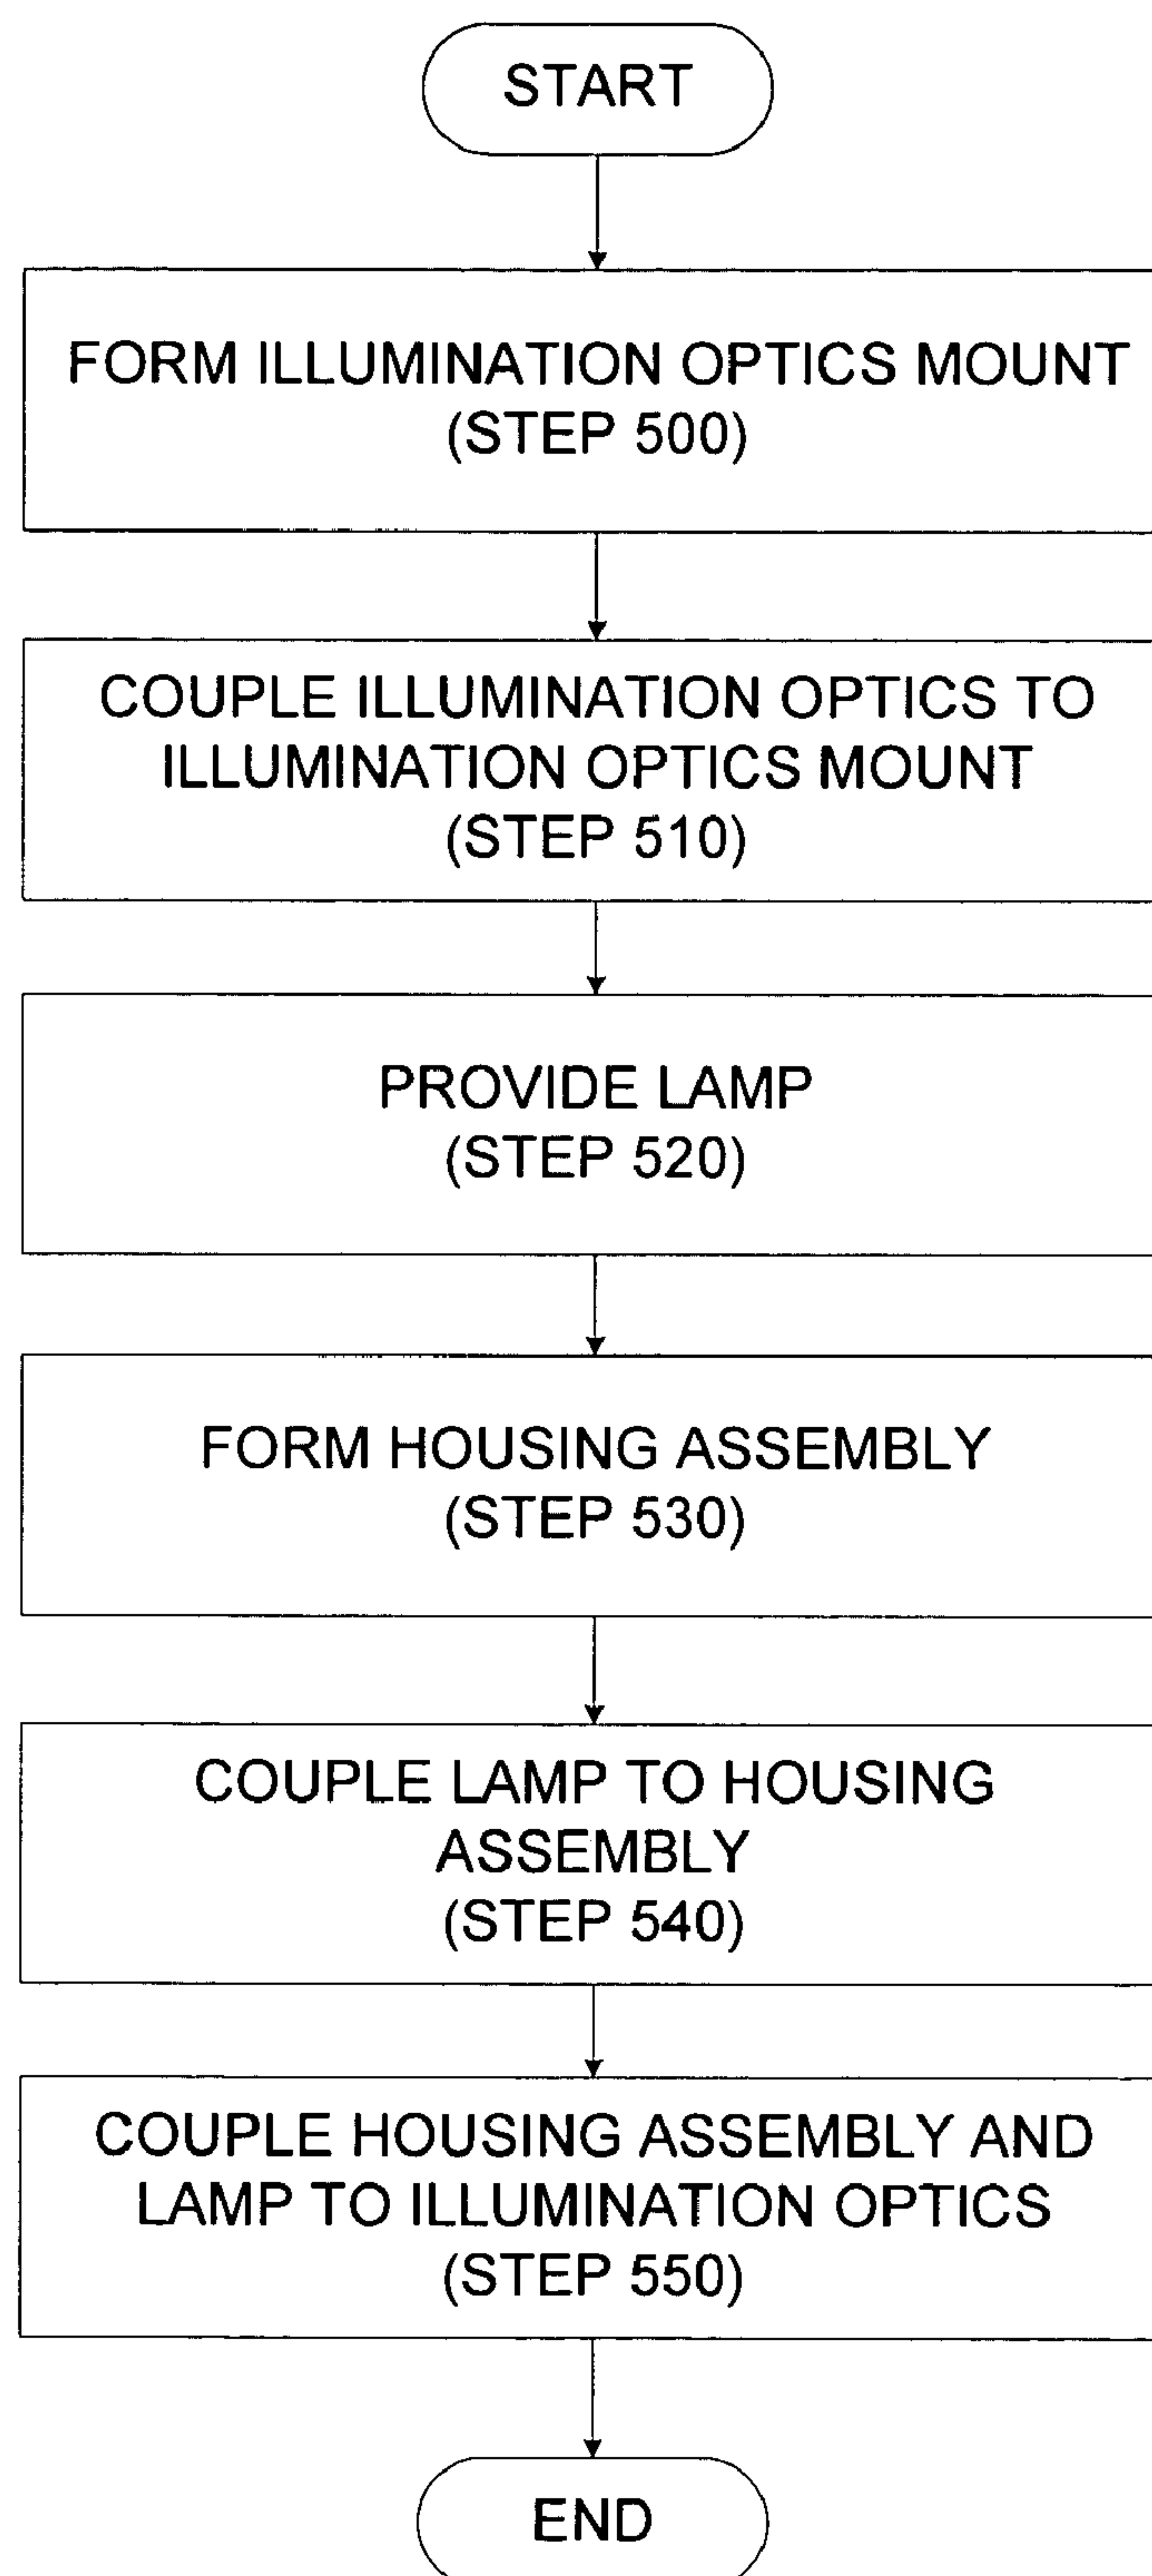 START
FORM ILLUMINATION OPTICS MOUNT
(STEP 500)
COUPLE ILLUMINATION OPTICS TO
ILLUMINATION OPTICS MOUNT
(STEP 510)
PROVIDE LAMP
(STEP 520)
FORM HOUSING ASSEMBLY
(STEP 530)
COUPLE LAMP TO HOUSING
ASSEMBLY
(STEP 540)
COUPLE HOUSING ASSEMBLY AND
LAMP TO ILLUMINATION OPTICS
(STEP 550)
END